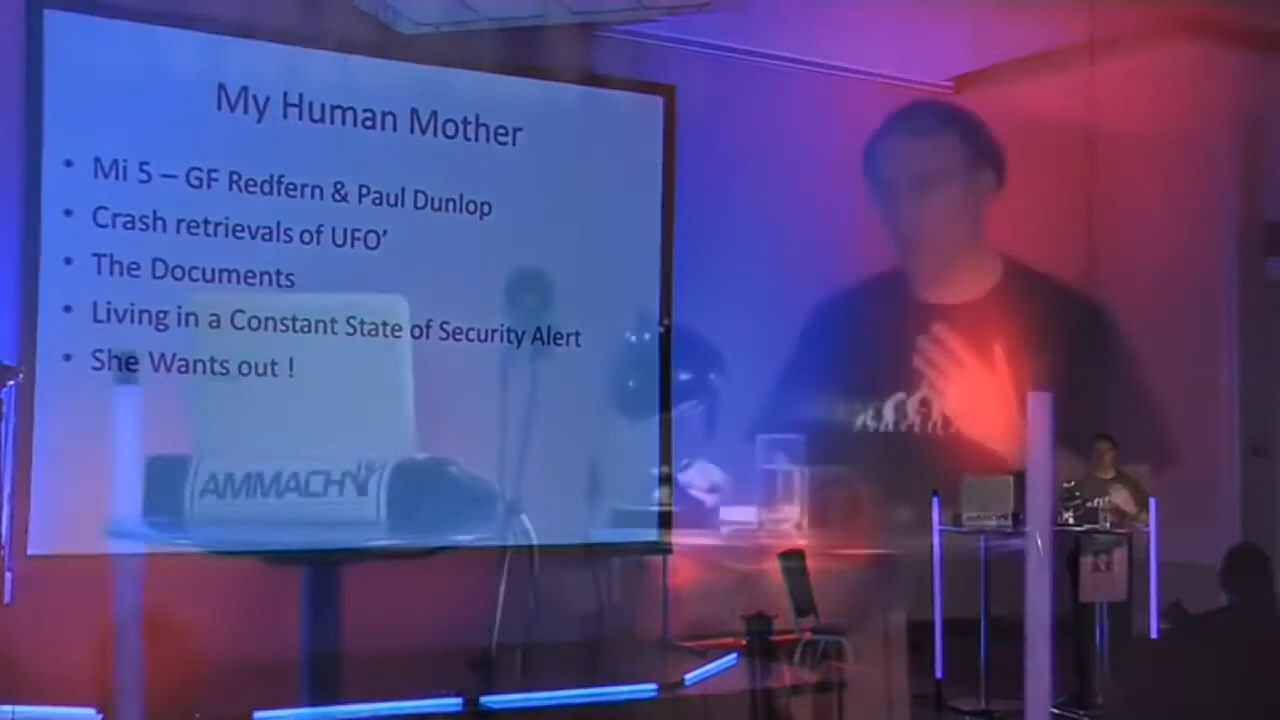 My Human Mother
• Mi 5 – GF Redfern & Paul Dunlop
• Crash retrievals of UFO’
• The Documents
• Living in a Constant State of Security Alert
• She Wants out !
AMMACH